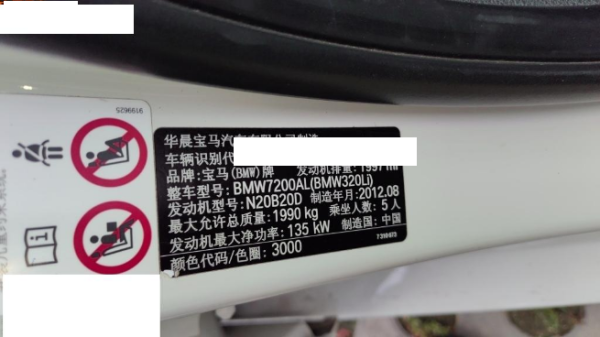 9199625
华晨宝马汽车有限公司制造
车辆识别代
品牌:宝马(BMW)牌 发动机排量:1997 ml
整车型号:BMW7200AL(BMW320Li)
发动机型号:N20B20D 制造年月:2012.08
最大允许总质量:1990 kg 乘坐人数:5 人
发动机最大净功率:135 kW 制造国:中国
颜色代码/色圈:3000
7318073